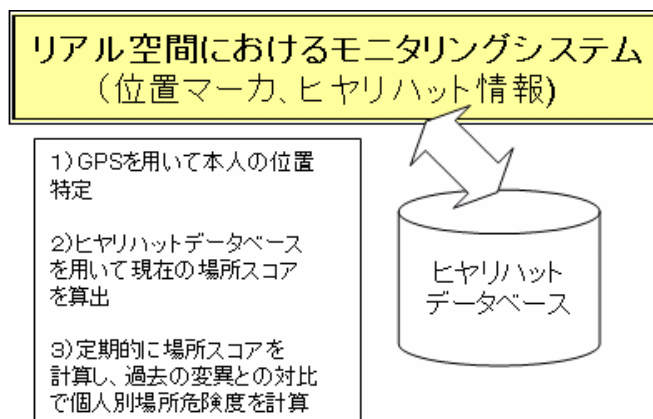 リアル空間におけるモニタリングシステム
（位置マーカ、ヒヤリハット情報)
1)GPSを用いて本人の位置
特定
2)ヒヤリハットデータベース
を用いて現在の場所スコア
を算出
3)定期的に場所スコアを
計算し、過去の変異との対比
で個人別場所危険度を計算
ヒヤリハット
データベース